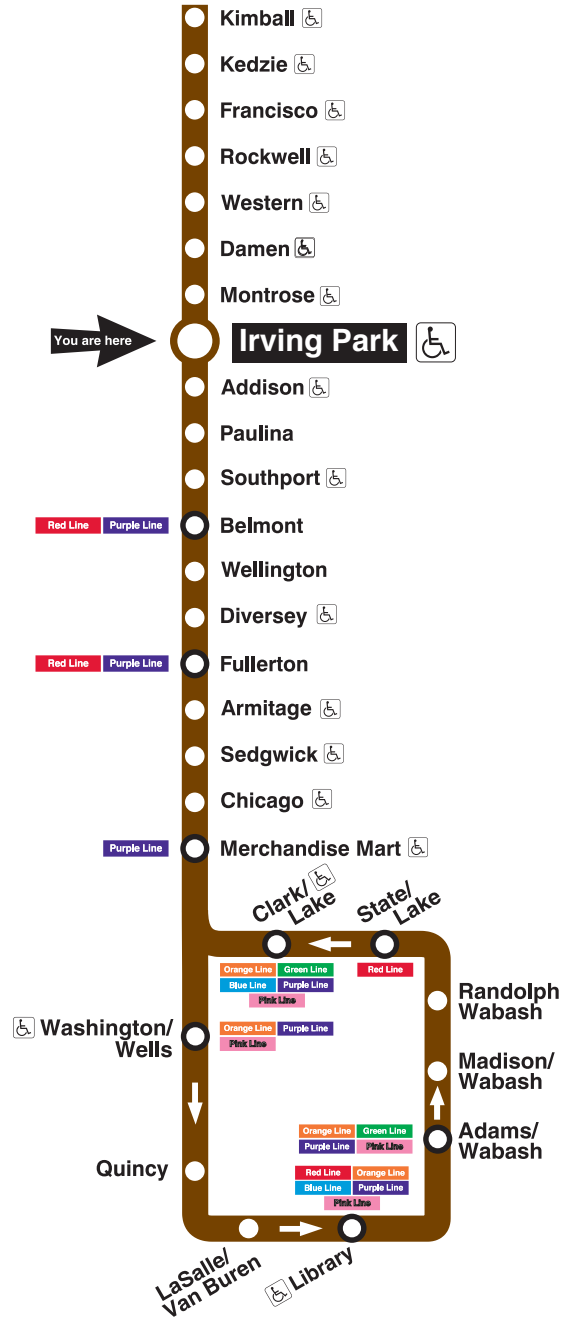 Kimball
Kedzie
Francisco
Rockwell
Western
Damen
Montrose
You are here
Irving Park
Addison
Paulina
Southport
Red Line Purple Line Belmont
Wellington
Diversey
Red Line Purple Line Fullerton
Armitage
Sedgwick
Chicago
Purple Line Merchandise Mart
Clark/
Lake
State/
Lake
Orange Line Green Line
Blue Line Purple Line
Pink Line
Red Line
Randolph
Wabash
Washington/
Wells
Orange Line Purple Line
Pink Line
Madison/
Wabash
Orange Line Green Line
Purple Line Pink Line
Adams/
Wabash
Quincy
Red Line Orange Line
Blue Line Purple Line
Pink Line
LaSalle/
Van Buren
Library